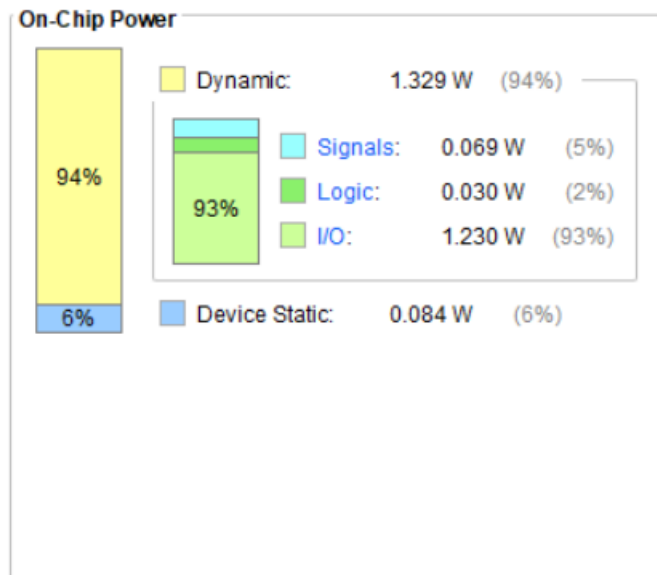 On-Chip Power
Dynamic: 1.329 W (94%)
94%
93%
Signals: 0.069 W (5%)
Logic: 0.030 W (2%)
I/O: 1.230 W (93%)
6%
Device Static: 0.084 W (6%)